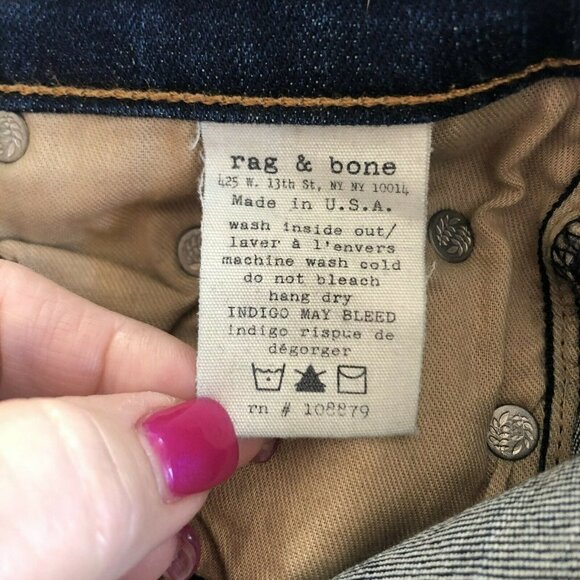 rag & bone
425 W. 13th St, NY NY 10014
Made in U.S.A.
wash inside out/
laver à l'envers
machine wash cold
do not bleach
hang dry
INDIGO MAY BLEED
indigo risque de
dégorger
rn # 108879